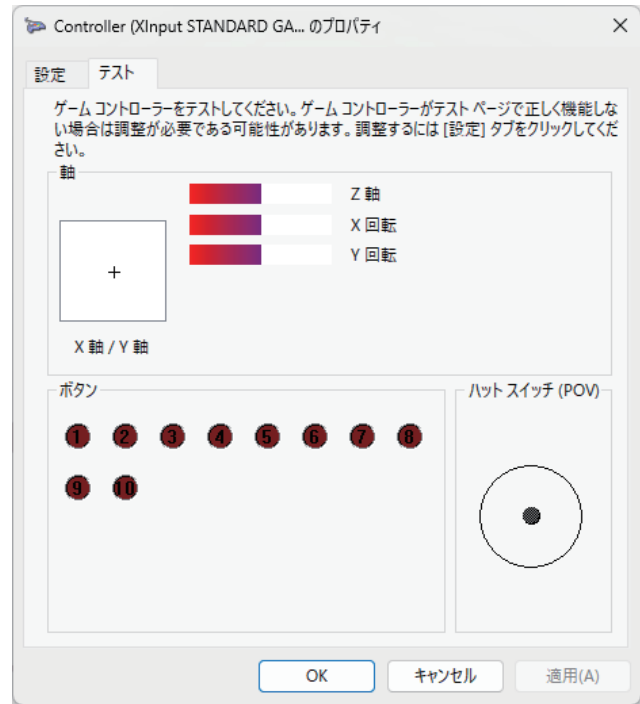 Controller (XInput STANDARD GA... のプロパティ
設定 テスト
ゲーム コントローラーをテストしてください。ゲーム コントローラーがテスト ページで正しく機能しな
い場合は調整が必要である可能性があります。調整するには [設定] タブをクリックしてくだ
さい。
軸
Z 軸
X 回転
Y 回転
X 軸 / Y 軸
ボタン
1 2 3 4 5 6 7 8
9 10
ハット スイッチ (POV)
OK キャンセル 適用(A)